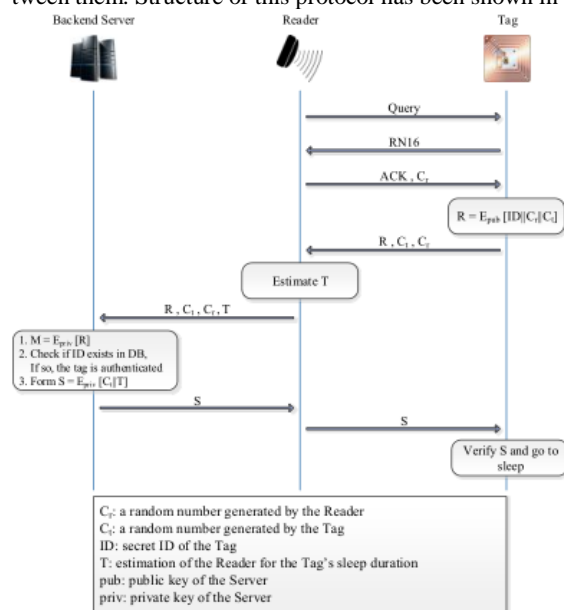 tween them. Structure of this protocol has been shown in
Backend Server
Reader
Tag
Query
RN16
ACK , Cr
R = Epub [ID||Cr||Ct]
R , Ct , Cr
Estimate T
R , Ct , Cr , T
1. M = Epriv [R]
2. Check if ID exists in DB,
If so, the tag is authenticated
3. Form S = Epriv [Ct||T]
S
S
Verify S and go to
sleep
Cr: a random number generated by the Reader
Ct: a random number generated by the Tag
ID: secret ID of the Tag
T: estimation of the Reader for the Tag's sleep duration
pub: public key of the Server
priv: private key of the Server